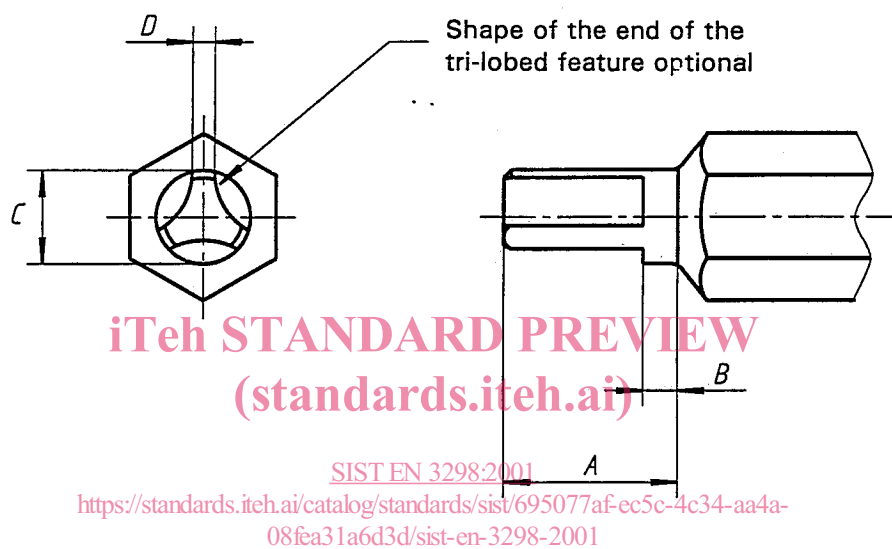 D
Shape of the end of the
tri-lobed feature optional
C
iTeh STANDARD PREVIEW
(standards.iteh.ai)
B
A
SIST EN 3298:2001
https://standards.iteh.ai/catalog/standards/sist/695077af-ec5c-4c34-aa4a-
08fea31a6d3d/sist-en-3298-2001